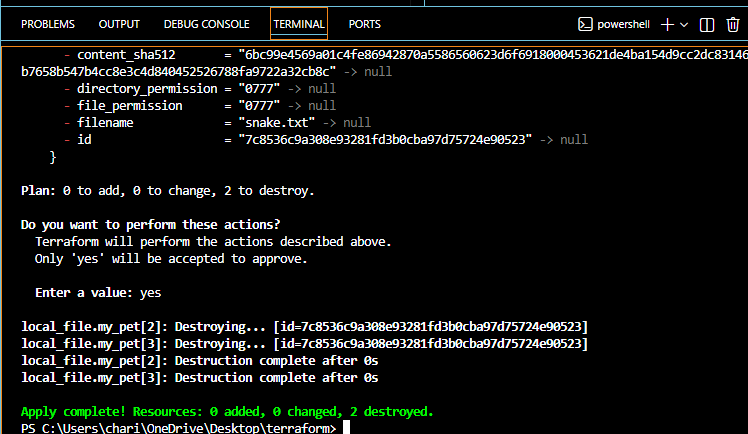 PROBLEMS OUTPUT DEBUG CONSOLE TERMINAL PORTS powershell
- content_sha512 = "6bc99e4569a01c4fe86942870a5586560623d6f6918000453621de4ba154d9cc2dc83146
b7658b547b4cc8e3c4d840452526788fa9722a32cb8c" -> null
- directory_permission = "0777" -> null
- file_permission = "0777" -> null
- filename = "snake.txt" -> null
- id = "7c8536c9a308e93281fd3b0cba97d75724e90523" -> null
}
Plan: 0 to add, 0 to change, 2 to destroy.
Do you want to perform these actions?
Terraform will perform the actions described above.
Only 'yes' will be accepted to approve.
Enter a value: yes
local_file.my_pet[2]: Destroying... [id=7c8536c9a308e93281fd3b0cba97d75724e90523]
local_file.my_pet[3]: Destroying... [id=7c8536c9a308e93281fd3b0cba97d75724e90523]
local_file.my_pet[2]: Destruction complete after 0s
local_file.my_pet[3]: Destruction complete after 0s
Apply complete! Resources: 0 added, 0 changed, 2 destroyed.
PS C:\Users\chari\OneDrive\Desktop\terraform>